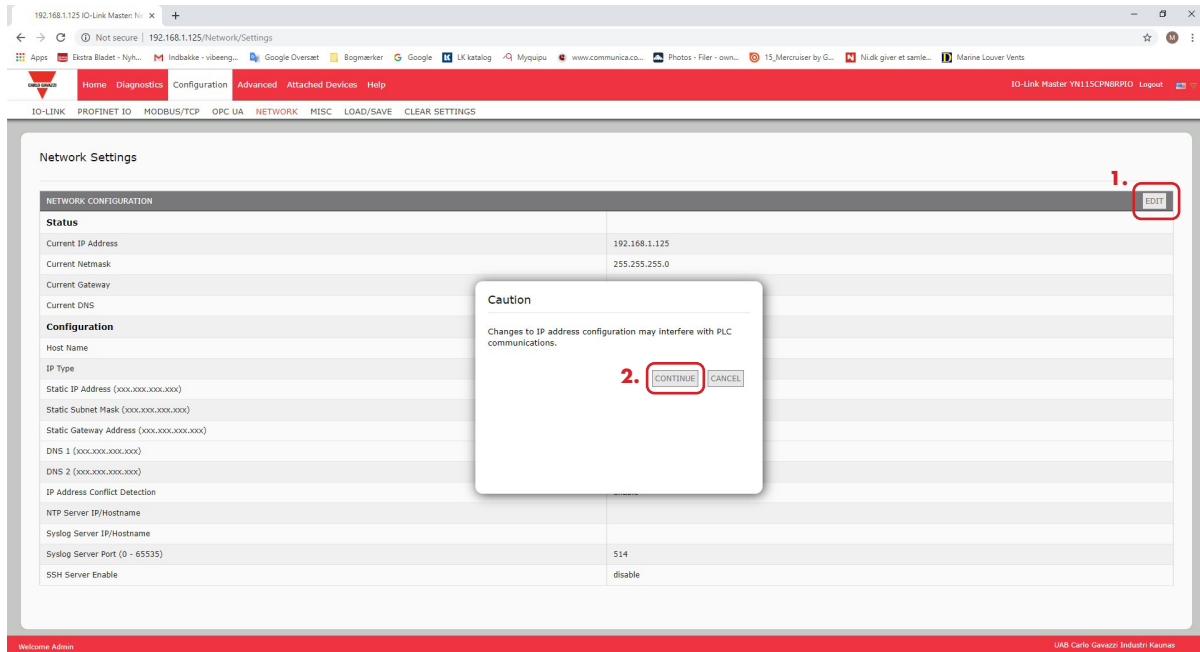 192.168.1.125 IO-Link Master: Ne
Not secure | 192.168.1.125/Network/Settings
Apps Ekstra Bladet - Nyh... Indbakke - vibeeng... Google Oversæt Bogmærker Google LK katalog Myquipu www.communica.co... Photos - Filer - own... 15_Mercruiser by G... Ni.dk giver et samle... Marine Louver Vents
CARLO GAVAZZI Home Diagnostics Configuration Advanced Attached Devices Help IO-Link Master YN115CPN8RPIO Logout
IO-LINK PROFINET IO MODBUS/TCP OPC UA NETWORK MISC LOAD/SAVE CLEAR SETTINGS
Network Settings
1.
NETWORK CONFIGURATION EDIT
Status
Current IP Address 192.168.1.125
Current Netmask 255.255.255.0
Current Gateway
Current DNS
Configuration
Host Name
IP Type
Static IP Address (xxx.xxx.xxx.xxx)
Static Subnet Mask (xxx.xxx.xxx.xxx)
Static Gateway Address (xxx.xxx.xxx.xxx)
DNS 1 (xxx.xxx.xxx.xxx)
DNS 2 (xxx.xxx.xxx.xxx)
IP Address Conflict Detection
NTP Server IP/Hostname
Syslog Server IP/Hostname
Syslog Server Port (0 - 65535) 514
SSH Server Enable disable
Caution
Changes to IP address configuration may interfere with PLC
communications.
2. CONTINUE CANCEL
Welcome Admin UAB Carlo Gavazzi Industri Kaunas